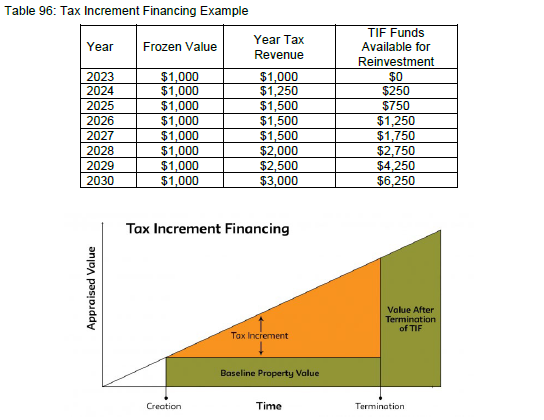 Table 96: Tax Increment Financing Example
Year Frozen Value Year Tax Revenue TIF Funds Available for Reinvestment
2023 $1,000 $1,000 $0
2024 $1,000 $1,250 $250
2025 $1,000 $1,500 $750
2026 $1,000 $1,500 $1,250
2027 $1,000 $1,500 $1,750
2028 $1,000 $2,000 $2,750
2029 $1,000 $2,500 $4,250
2030 $1,000 $3,000 $6,250
Tax Increment Financing
Appraised Value
Tax Increment
Baseline Property Value
Value After
Termination
of TIF
Creation Time Termination